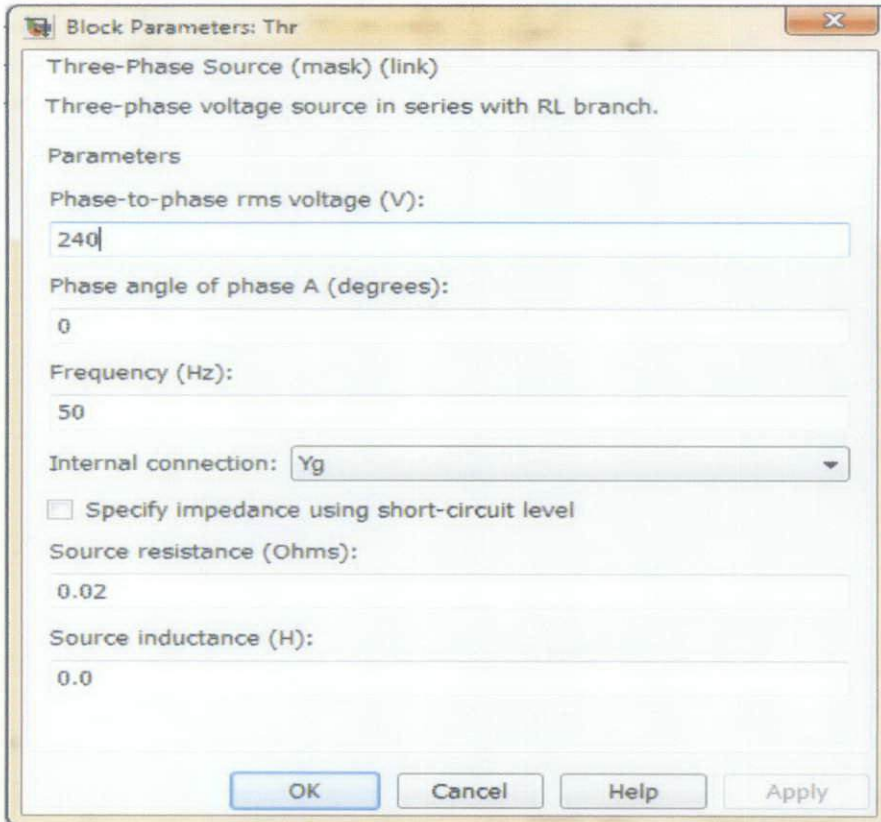 Block Parameters: Thr
Three-Phase Source (mask) (link)
Three-phase voltage source in series with RL branch.
Parameters
Phase-to-phase rms voltage (V):
240
Phase angle of phase A (degrees):
0
Frequency (Hz):
50
Internal connection: Yg
Specify impedance using short-circuit level
Source resistance (Ohms):
0.02
Source inductance (H):
0.0
OK Cancel Help Apply